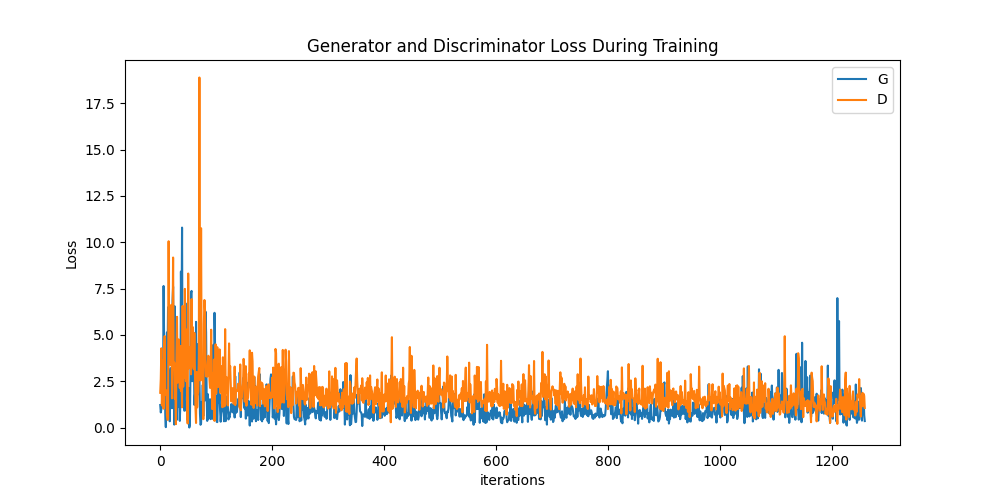 Generator and Discriminator Loss During Training
G
D
17.5
15.0
12.5
10.0
7.5
5.0
2.5
0.0
Loss
0 200 400 600 800 1000 1200
iterations